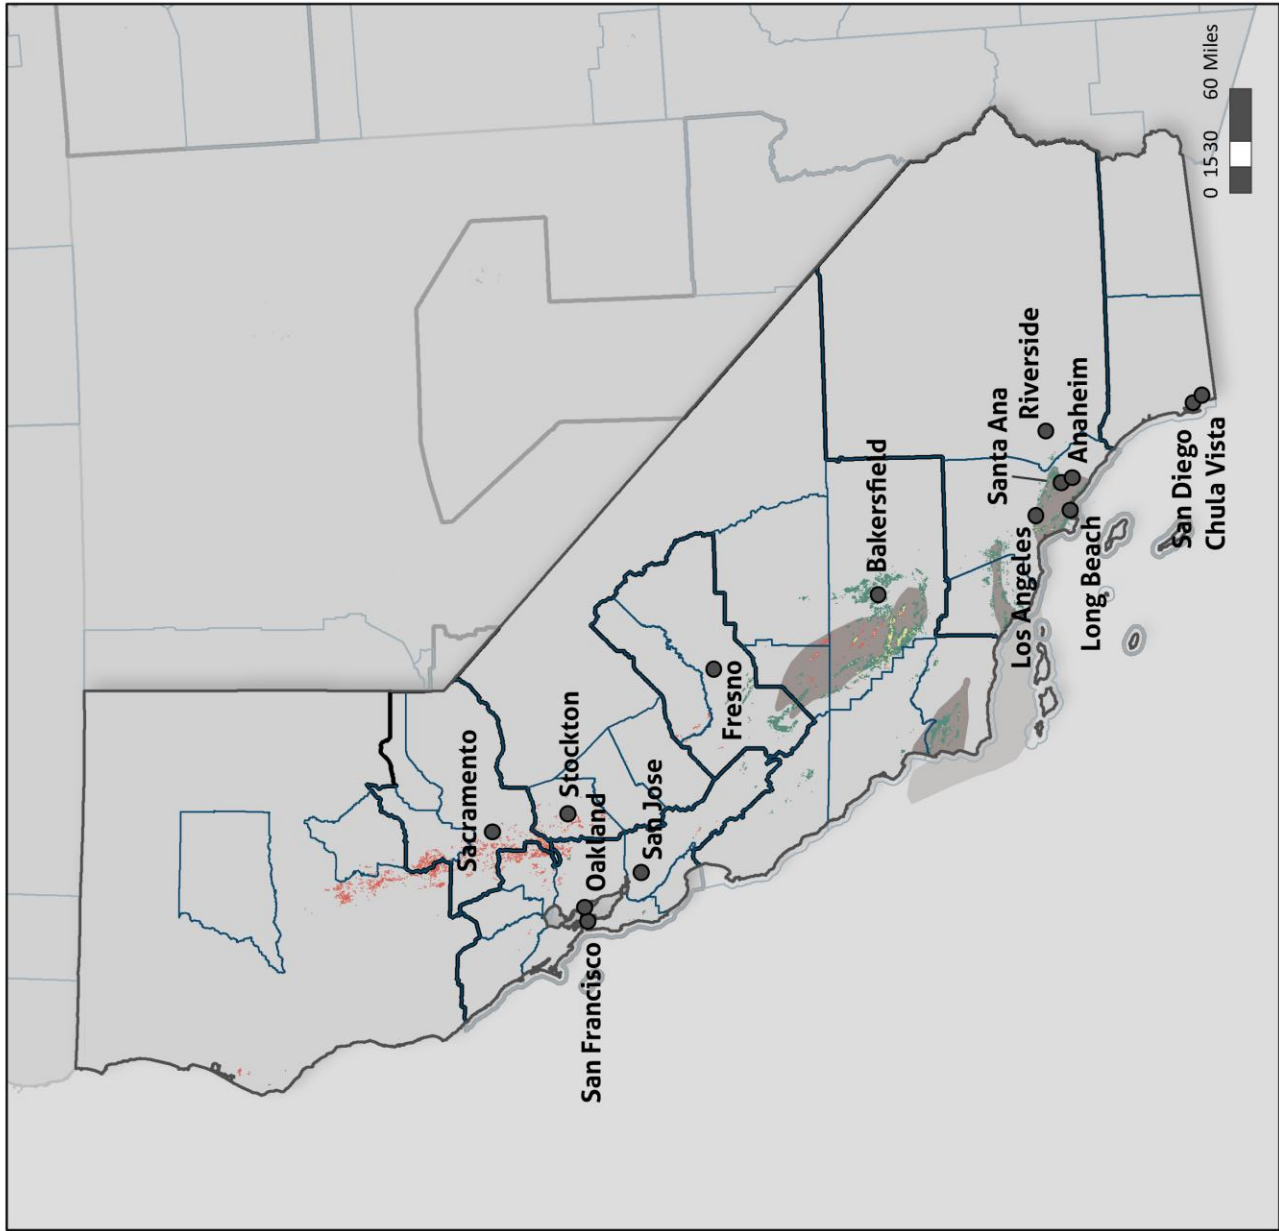 Sacramento
Stockton
San Francisco
Oakland
San Jose
Fresno
Bakersfield
Los Angeles
Santa Ana
Riverside
Long Beach
Anaheim
San Diego
Chula Vista
0 15 30 60 Miles